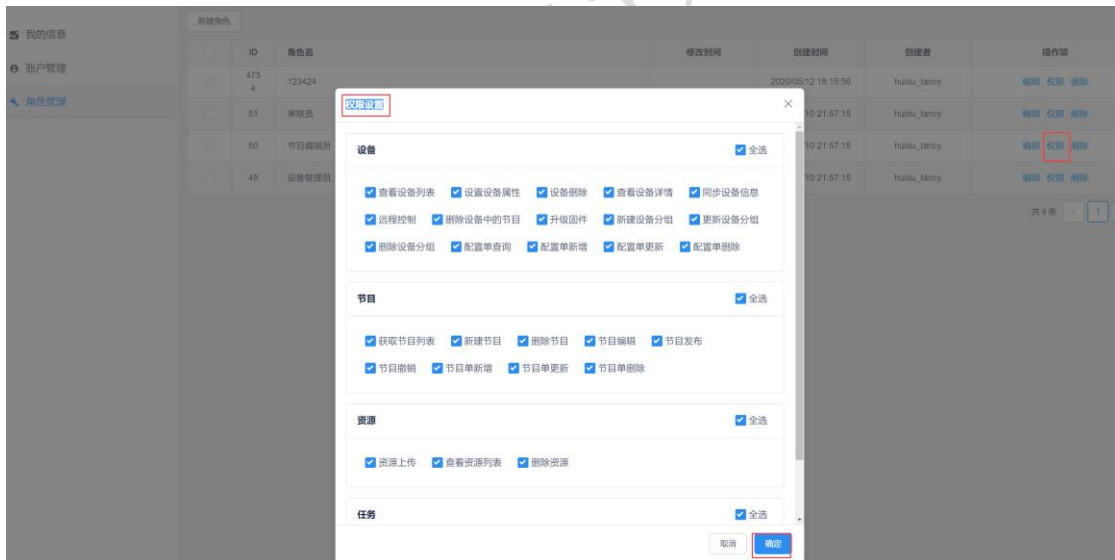 新建角色
我的信息
ID 角色名 修改时间 创建时间 创建者 操作项
账户管理
4734 123424 2020/05/12 18:15:56 huidu_tancy 编辑 权限 删除
角色管理
权限设置
51 审核员 10 21:57:15 huidu_tancy 编辑 权限 删除
50 节目编辑员 10 21:57:15 huidu_tancy 编辑 权限 删除
49 设备管理员 10 21:57:15 huidu_tancy 编辑 权限 删除
共 4 条 1
设备 全选
查看设备列表 设置设备属性 设备删除 查看设备详情 同步设备信息
远程控制 删除设备中的节目 升级固件 新建设备分组 更新设备分组
删除设备分组 配置单查询 配置单新增 配置单更新 配置单删除
节目 全选
获取节目列表 新建节目 删除节目 节目编辑 节目发布
节目撤销 节目单新增 节目单更新 节目单删除
资源 全选
资源上传 查看资源列表 删除资源
任务 全选
取消 确定